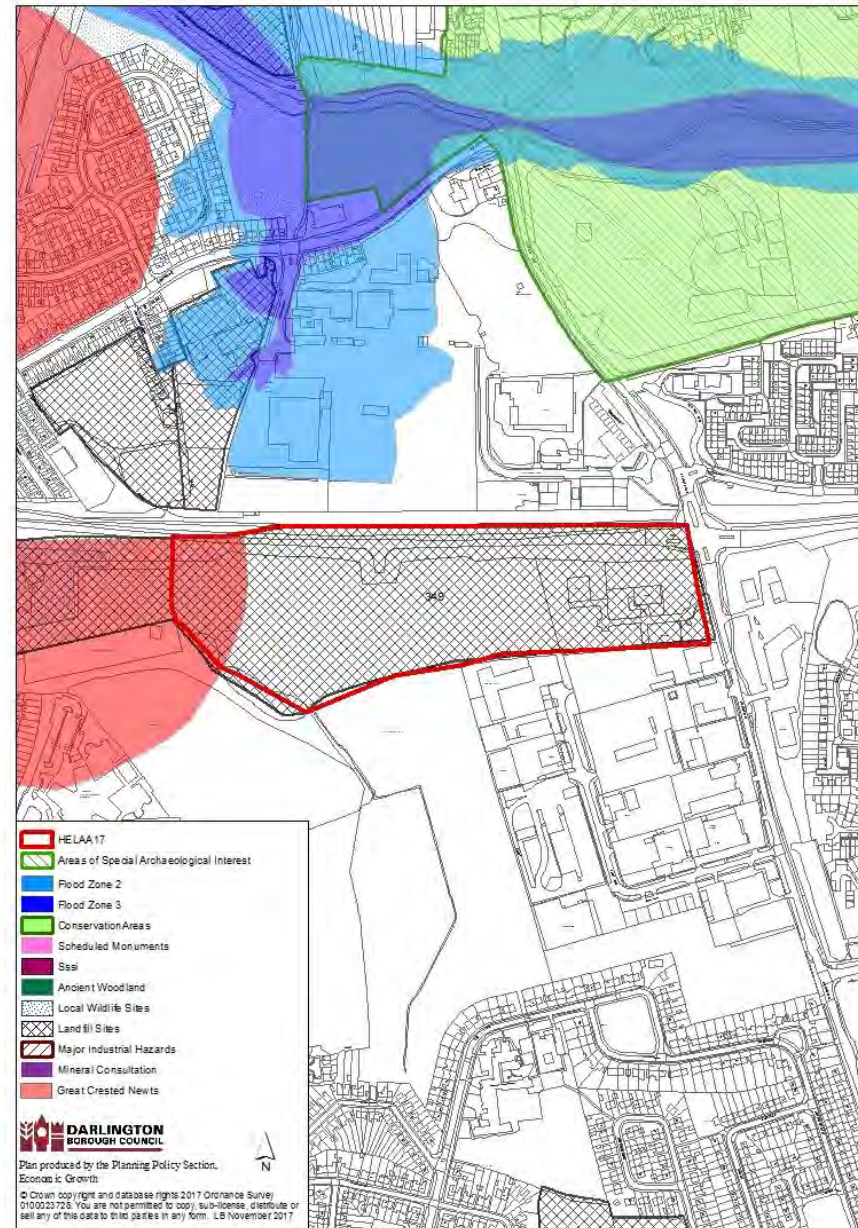 349
HELAA17
Areas of Special Archaeological Interest
Flood Zone 2
Flood Zone 3
Conservation Areas
Scheduled Monuments
Sssi
Ancient Woodland
Local Wildlife Sites
Landfill Sites
Major Industrial Hazards
Mineral Consultation
Great Crested Newts
DARLINGTON
BOROUGH COUNCIL
Plan produced by the Planning Policy Section,
Economic Growth
N
© Crown copyright and database rights 2017 Ordnance Survey
0100023728. You are not permitted to copy, sub-license, distribute or
sell any of this data to third parties in any form. LB November 2017